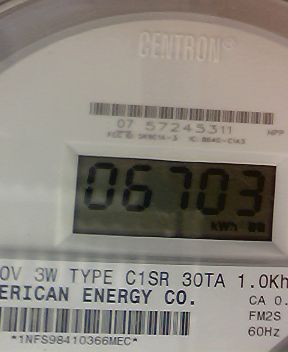 CENTRON®
07 57245311
06703
kWh
0V 3W TYPE C1SR 30TA 1.0Kh
ERICAN ENERGY CO.
CA 0.
FM2S
60Hz
*1NFS98410366MEC*